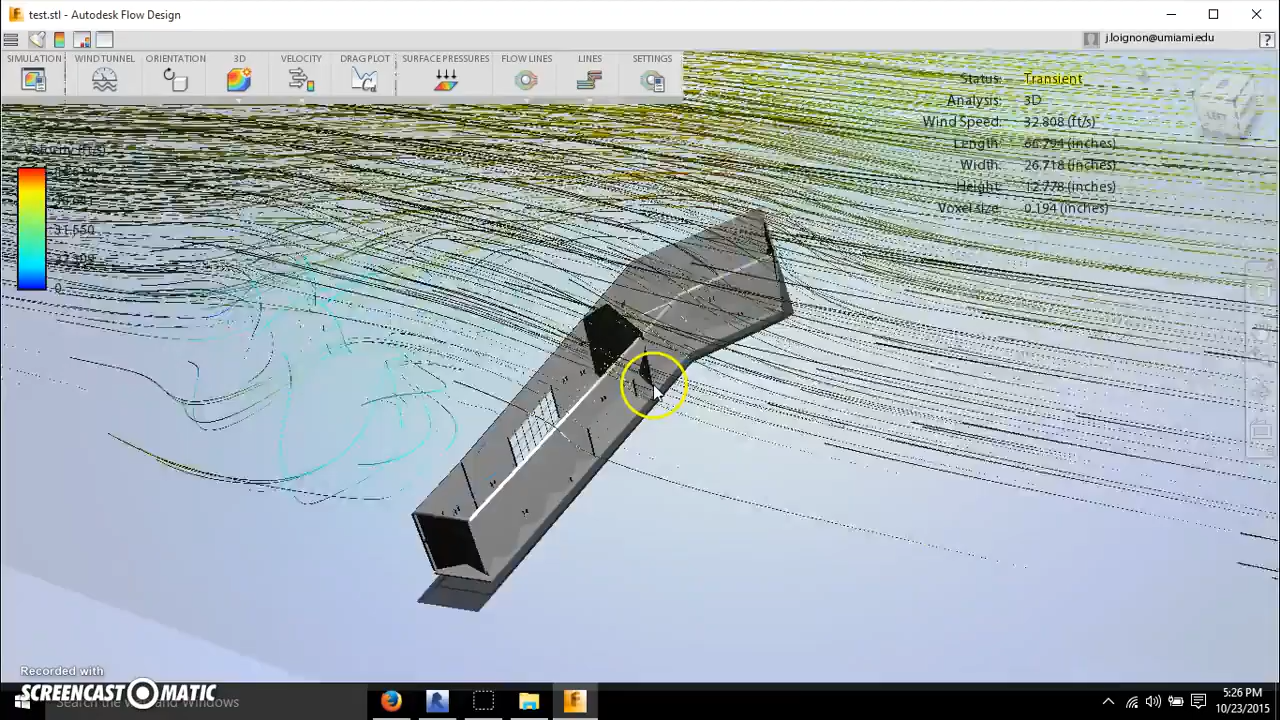 test.stl - Autodesk Flow Design
j.loignon@umiami.edu
?
SIMULATION WIND TUNNEL ORIENTATION 3D VELOCITY DRAG PLOT SURFACE PRESSURES FLOW LINES LINES SETTINGS
Status: Transient
Analysis: 3D
Wind Speed: 32.808 (ft/s)
Length: 66.294 (inches)
Width: 26.718 (inches)
Height: 12.778 (inches)
Voxel size: 0.194 (inches)
LEFT
Velocity (ft/s)
31.550
0
Recorded with
SCREENCAST MATIC
Search the web and Windows
5:26 PM
10/23/2015